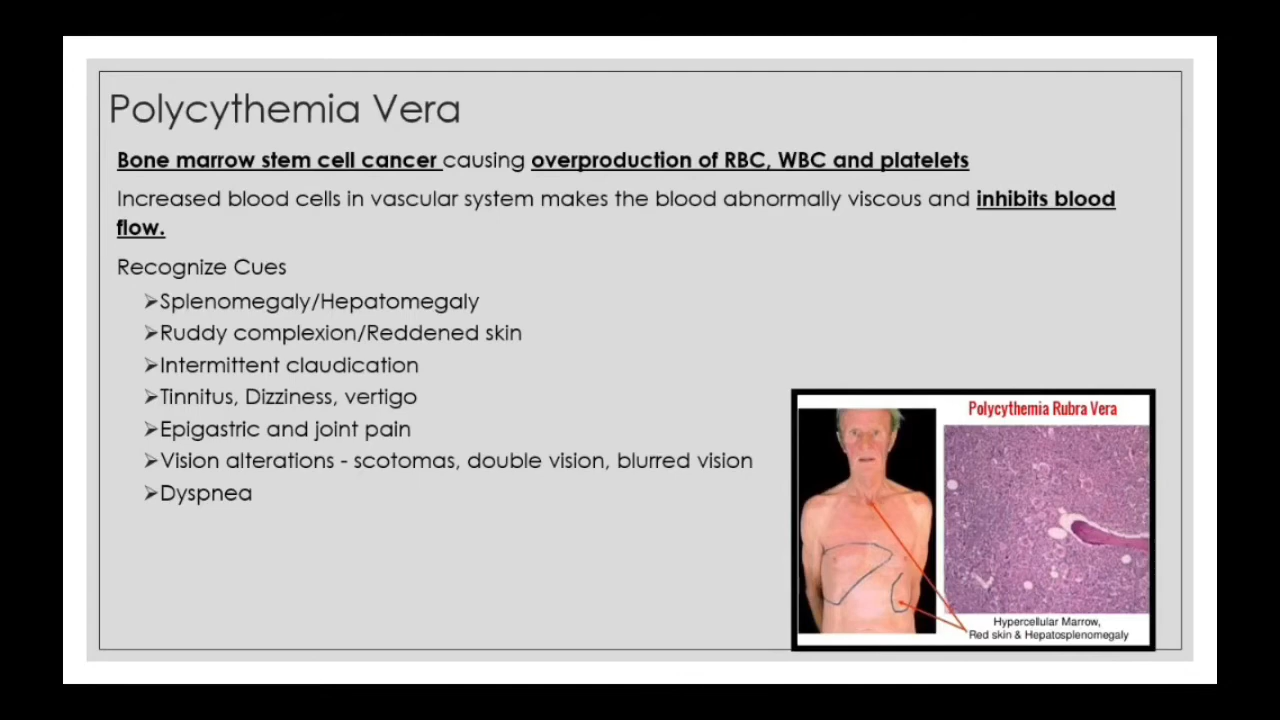 Polycythemia Vera
Bone marrow stem cell cancer causing overproduction of RBC, WBC and platelets
Increased blood cells in vascular system makes the blood abnormally viscous and inhibits blood
flow.
Recognize Cues
➢Splenomegaly/Hepatomegaly
➢Ruddy complexion/Reddened skin
➢Intermittent claudication
➢Tinnitus, Dizziness, vertigo
➢Epigastric and joint pain
➢Vision alterations - scotomas, double vision, blurred vision
➢Dyspnea
Polycythemia Rubra Vera
Hypercellular Marrow,
Red skin & Hepatosplenomegaly